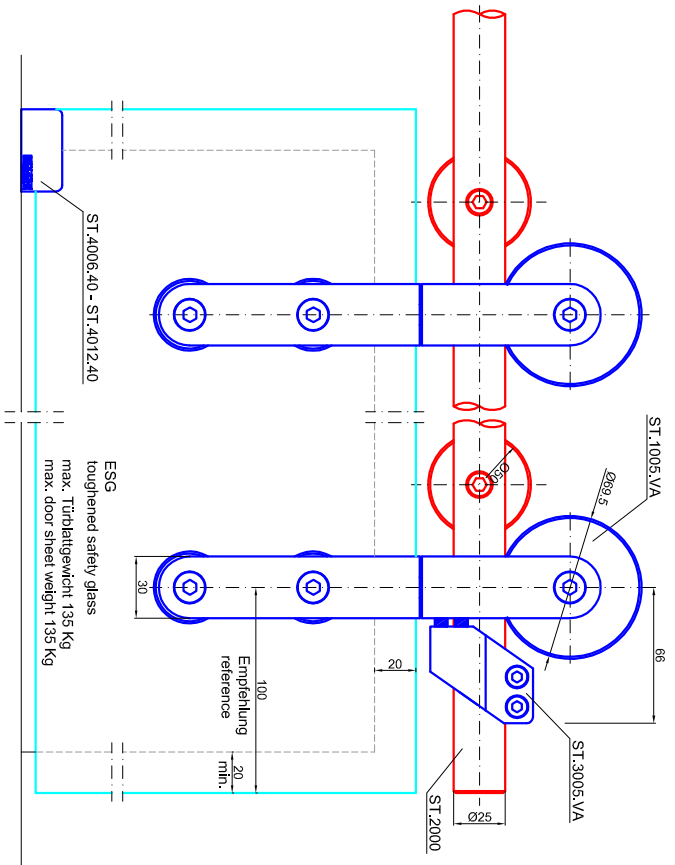 ST.1005.VA
Ø69.5
66
Ø50
ST.3005.VA
ST.2000
Ø25
30
20
100
Empfehlung
reference
20
min.
ST.4006.40 - ST.4012.40
ESG
toughened safety glass
max. Türblattgewicht 135 Kg
max. door sheet weight 135 Kg